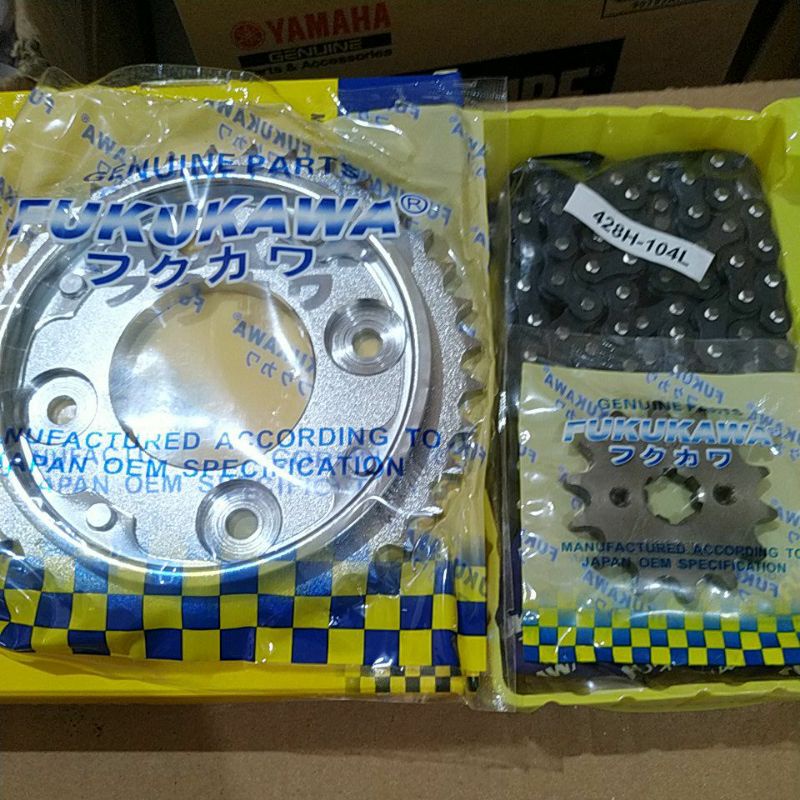 YAMAHA
GENUINE
Parts & Accessories
GENUINE PARTS
FUKUKAWA®
フクカワ
MANUFACTURED ACCORDING TO
JAPAN OEM SPECIFICATION
428H-104L
GENUINE PARTS
FUKUKAWA
フクカワ
MANUFACTURED ACCORDING TO
JAPAN OEM SPECIFICATION